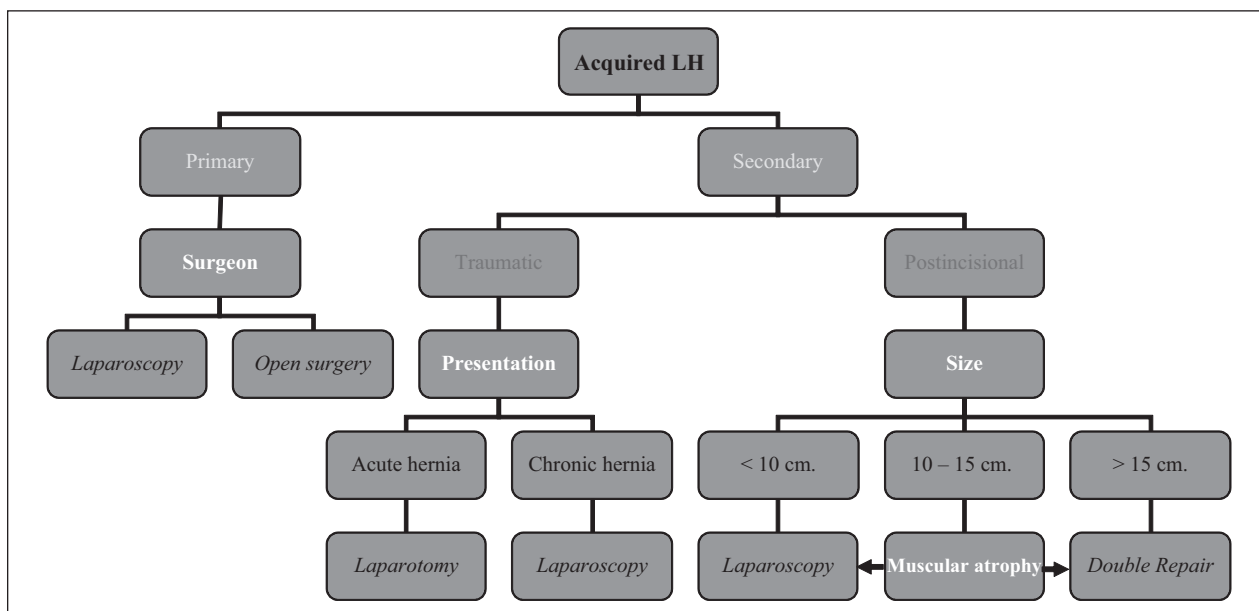 Acquired LH
Primary
Secondary
Surgeon
Traumatic
Postincisional
Laparoscopy
Open surgery
Presentation
Size
Acute hernia
Chronic hernia
< 10 cm.
10 – 15 cm.
> 15 cm.
Laparotomy
Laparoscopy
Laparoscopy
Muscular atrophy
Double Repair